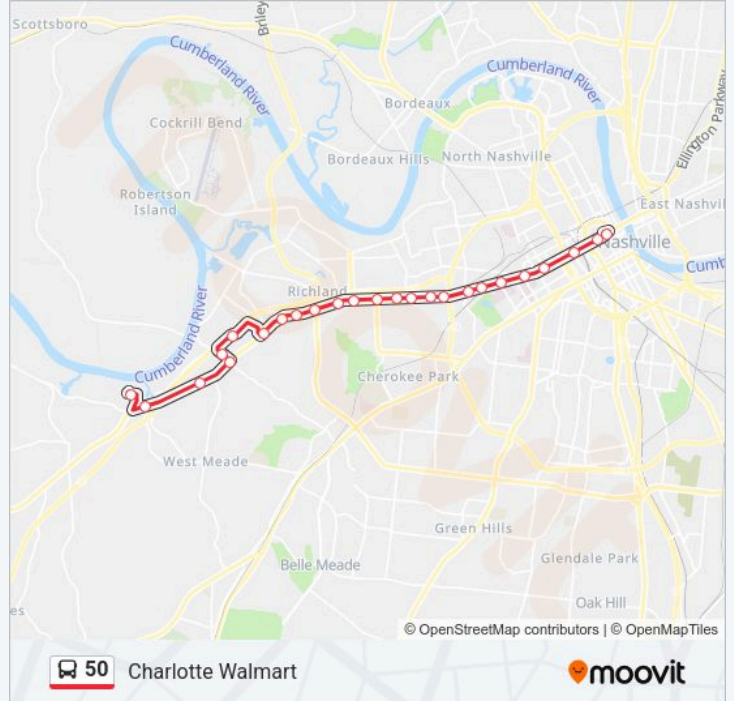 Scottsboro
Briley
Cumberland River
Cumberland River
Bordeaux
Ellington Parkway
Cockrill Bend
Bordeaux Hills
North Nashville
Robertson
Island
East Nashvil
Nashville
Cumb
Richland
Cumberland River
Cherokee Park
West Meade
Green Hills
Belle Meade
Glendale Park
Oak Hill
es
© OpenStreetMap contributors | © OpenMapTiles
50 Charlotte Walmart
moovit